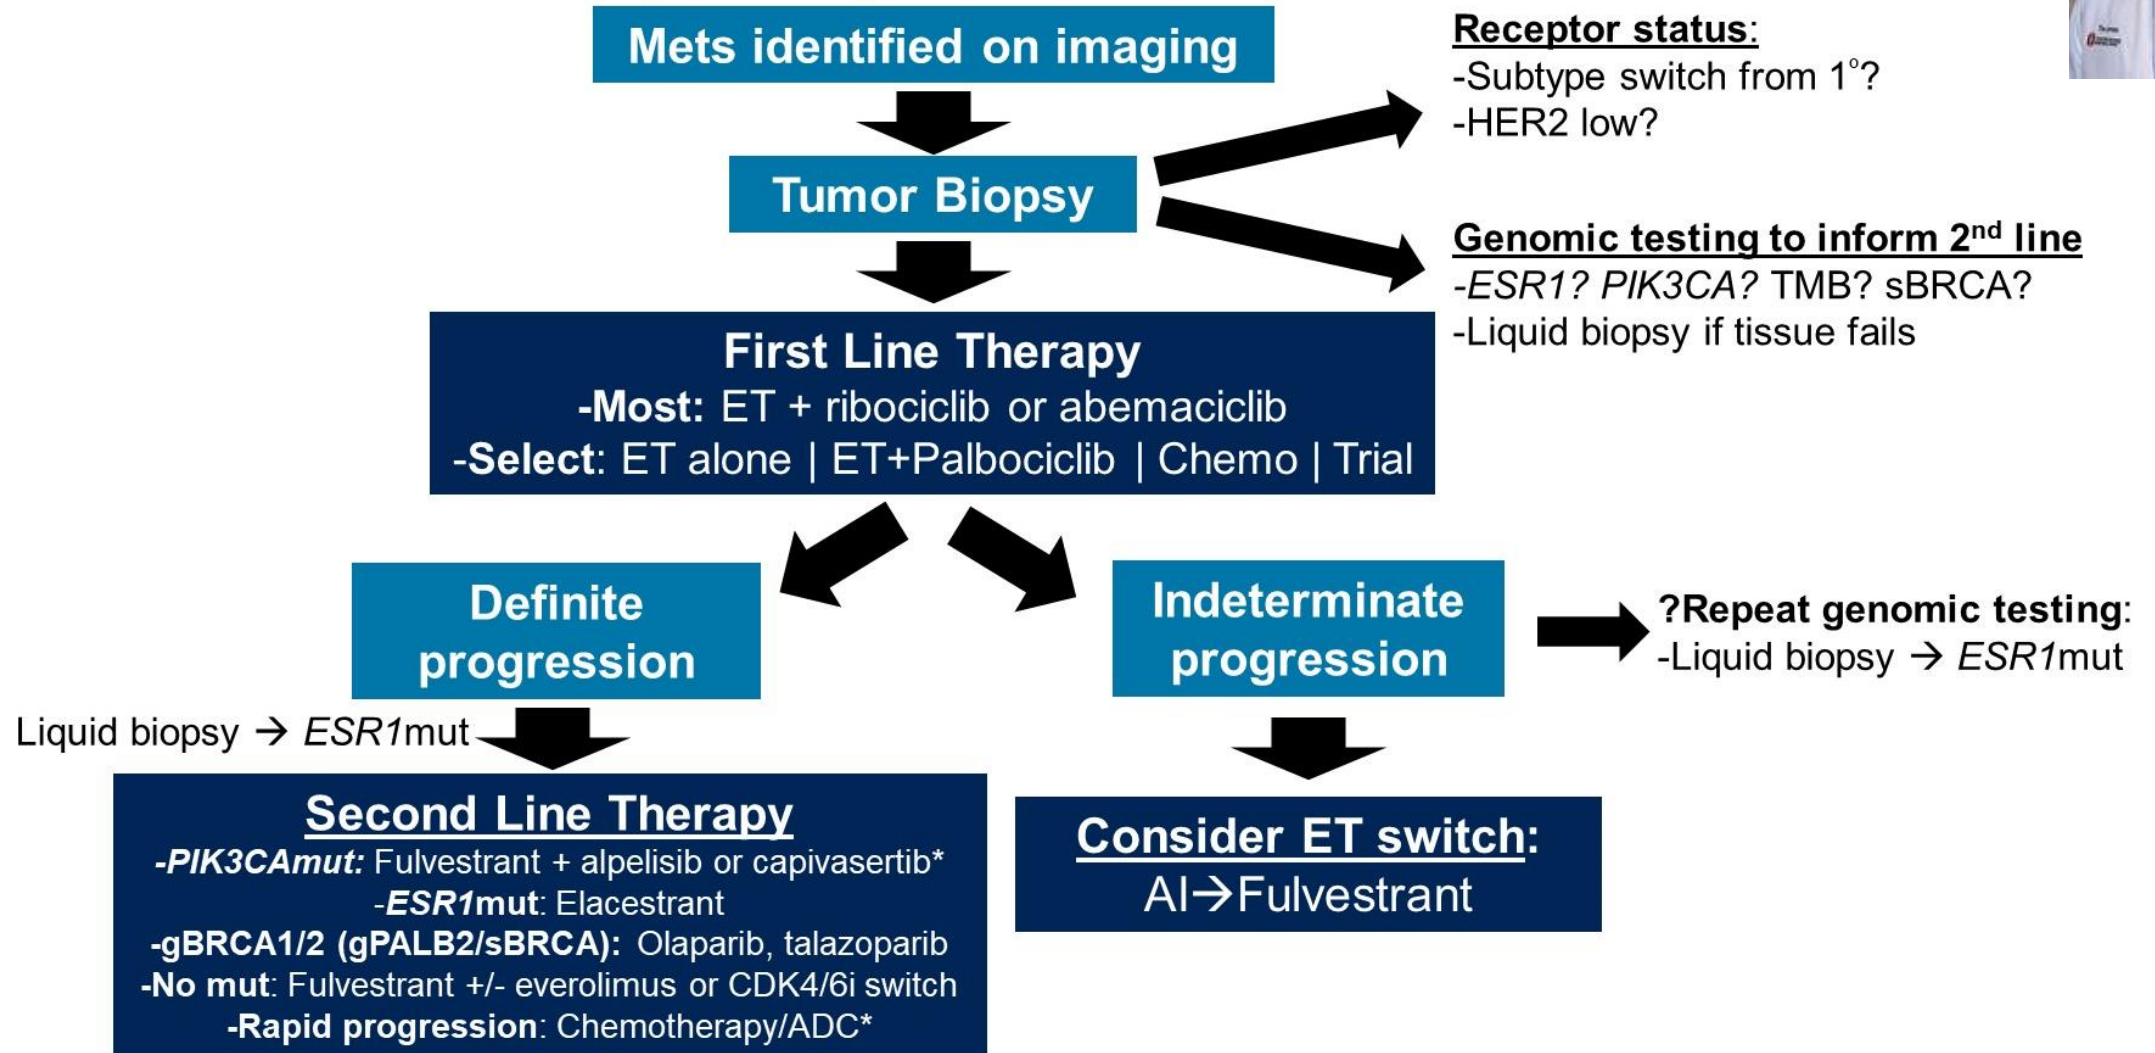 Mets identified on imaging
Receptor status:
-Subtype switch from 1°?
-HER2 low?
Tumor Biopsy
Genomic testing to inform 2nd line
-ESR1? PIK3CA? TMB? sBRCA?
-Liquid biopsy if tissue fails
First Line Therapy
-Most: ET + ribociclib or abemaciclib
-Select: ET alone | ET+Palbociclib | Chemo | Trial
Definite
progression
Indeterminate
progression
?Repeat genomic testing:
-Liquid biopsy → ESR1mut
Liquid biopsy → ESR1mut
Second Line Therapy
-PIK3CAmut: Fulvestrant + alpelisib or capivasertib*
-ESR1mut: Elacestrant
-gBRCA1/2 (gPALB2/sBRCA): Olaparib, talazoparib
-No mut: Fulvestrant +/- everolimus or CDK4/6i switch
-Rapid progression: Chemotherapy/ADC*
Consider ET switch:
AI→Fulvestrant